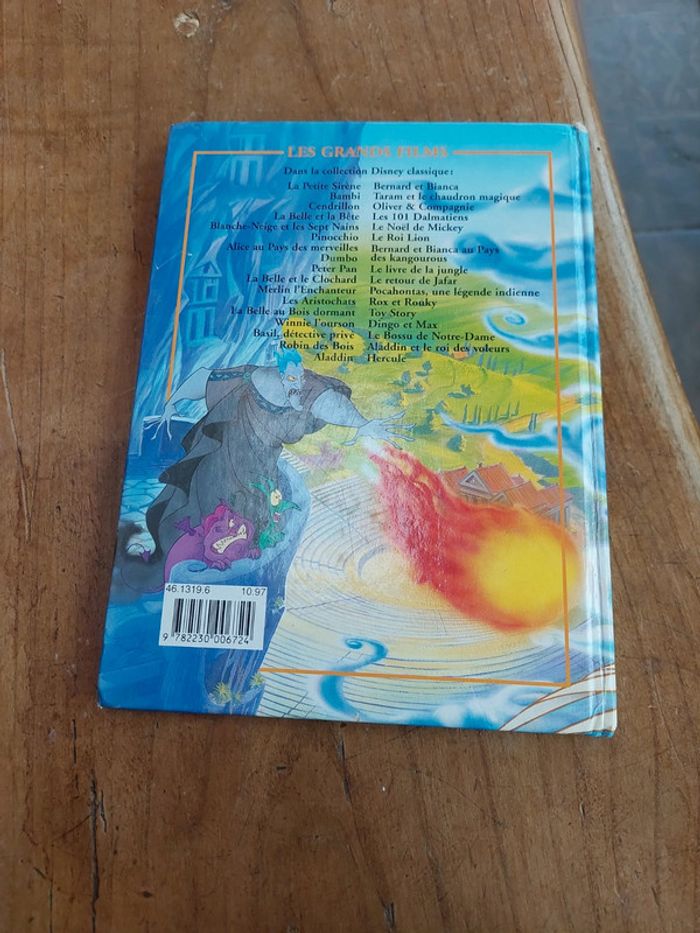 LES GRANDS FILMS
Dans la collection Disney classique :
La Petite Sirène
Bambi
Cendrillon
La Belle et la Bête
Blanche-Neige et les Sept Nains
Pinocchio
Alice au Pays des merveilles
Dumbo
Peter Pan
La Belle et le Clochard
Merlin l'Enchanteur
Les Aristochats
La Belle au Bois dormant
Winnie l'ourson
Basil, détective privé
Robin des Bois
Aladdin
Bernard et Bianca
Taram et le chaudron magique
Oliver & Compagnie
Les 101 Dalmatiens
Le Noël de Mickey
Le Roi Lion
Bernard et Bianca au Pays
des kangourous
Le livre de la jungle
Le retour de Jafar
Pocahontas, une légende indienne
Rox et Rouky
Toy Story
Dingo et Max
Le Bossu de Notre-Dame
Aladdin et le roi des voleurs
Hercule
46.1319.6 10.97
9 782230 006724